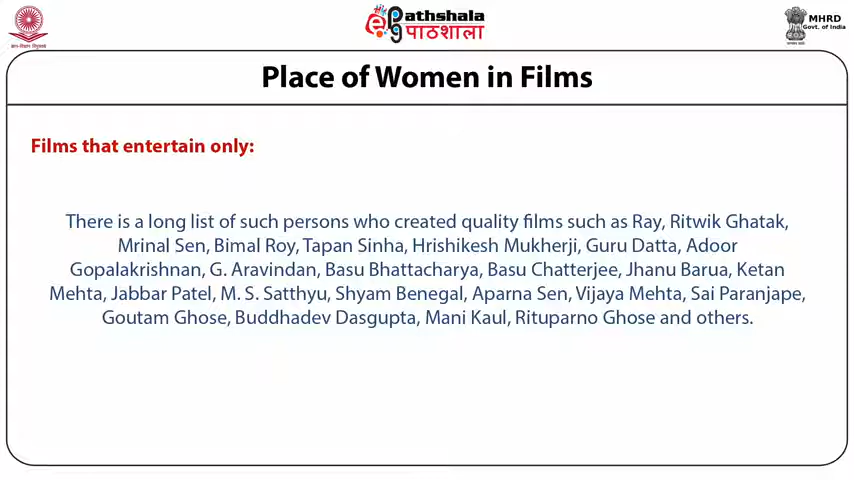 ज्ञान-विज्ञान विमुक्तये
ePathshala
पाठशाला
MHRD
Govt. of India
Place of Women in Films
Films that entertain only:
There is a long list of such persons who created quality films such as Ray, Ritwik Ghatak,
Mrinal Sen, Bimal Roy, Tapan Sinha, Hrishikesh Mukherji, Guru Datta, Adoor
Gopalakrishnan, G. Aravindan, Basu Bhattacharya, Basu Chatterjee, Jhanu Barua, Ketan
Mehta, Jabbar Patel, M. S. Satthyu, Shyam Benegal, Aparna Sen, Vijaya Mehta, Sai Paranjape,
Goutam Ghose, Buddhadev Dasgupta, Mani Kaul, Rituparno Ghose and others.